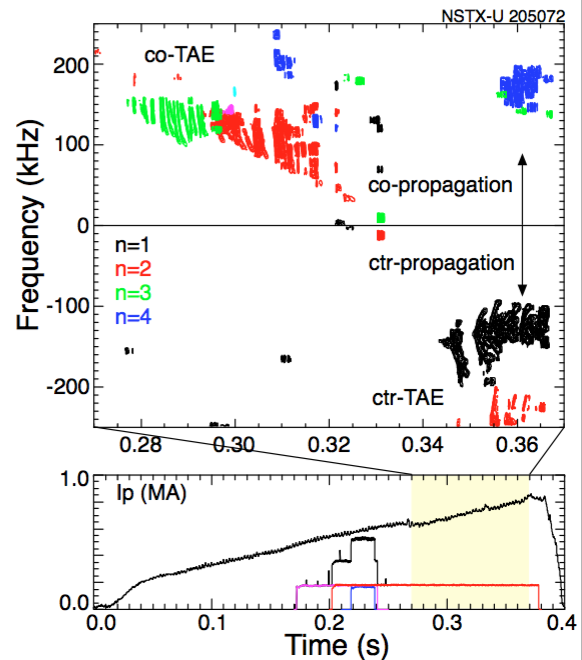 NSTX-U 205072
co-TAE
200
100
0
-100
-200
Frequency (kHz)
co-propagation
ctr-propagation
n=1
n=2
n=3
n=4
ctr-TAE
0.28 0.30 0.32 0.34 0.36
1.0
Ip (MA)
0.0
0.0 0.1 0.2 0.3 0.4
Time (s)